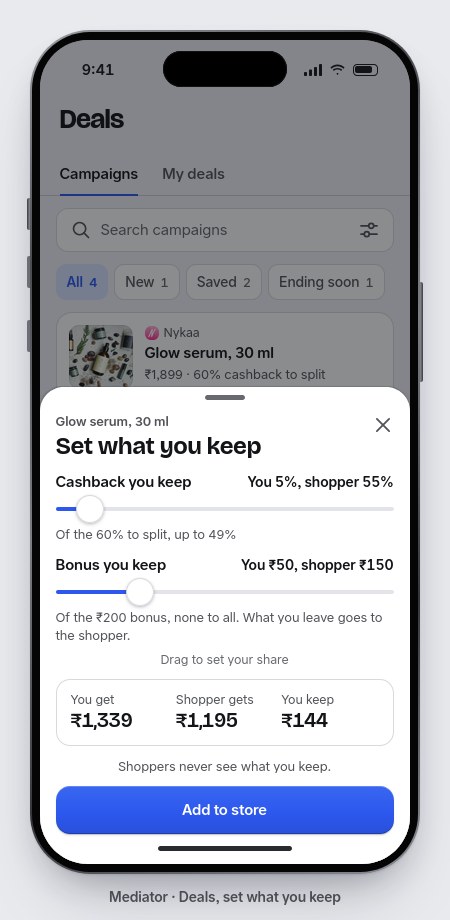 9:41
Deals
Campaigns
My deals
Search campaigns
All 4
New 1
Saved 2
Ending soon 1
Nykaa
Glow serum, 30 ml
₹1,899 · 60% cashback to split
Glow serum, 30 ml
Set what you keep
Cashback you keep
You 5%, shopper 55%
Of the 60% to split, up to 49%
Bonus you keep
You ₹50, shopper ₹150
Of the ₹200 bonus, none to all. What you leave goes to
the shopper.
Drag to set your share
You get
Shopper gets
You keep
₹1,339
₹1,195
₹144
Shoppers never see what you keep.
Add to store
Mediator · Deals, set what you keep